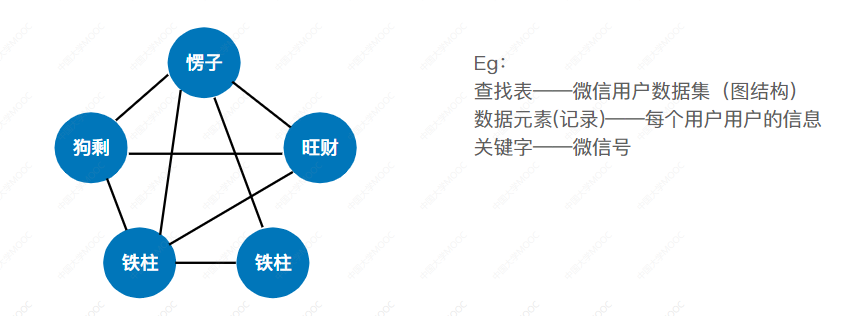 愣子
狗剩
旺财
铁柱
铁柱
Eg：
查找表——微信用户数据集（图结构）
数据元素(记录)——每个用户用户的信息
关键字——微信号